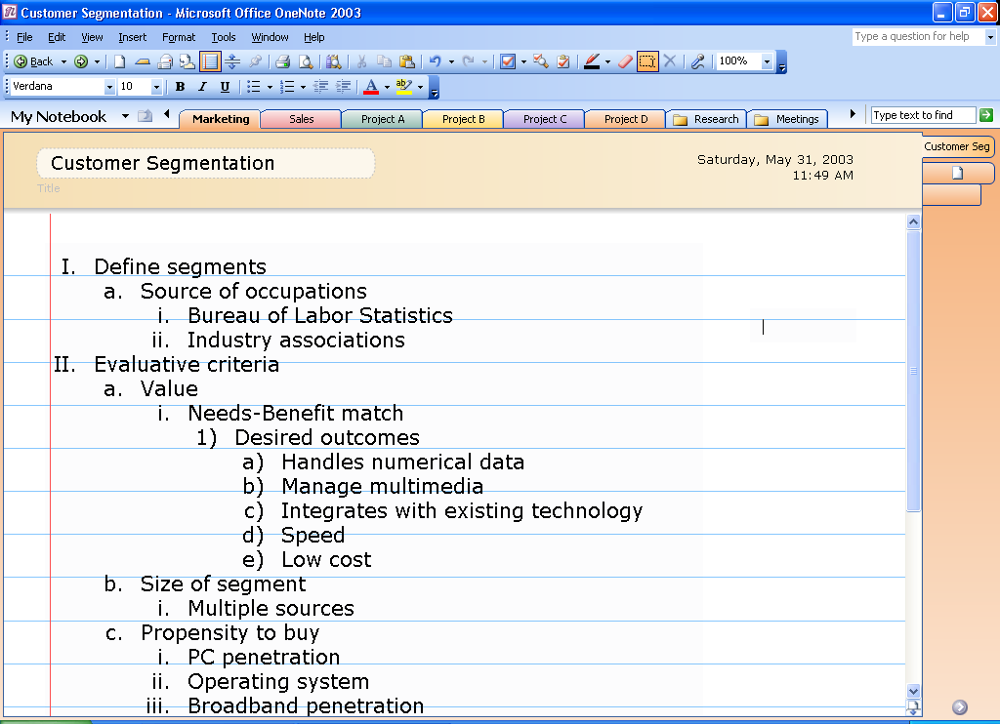 Customer Segmentation - Microsoft Office OneNote 2003
File Edit View Insert Format Tools Window Help
Type a question for help
Back 100%
Verdana 10 B I U A ab
My Notebook Marketing Sales Project A Project B Project C Project D Research Meetings Type text to find
Customer Segmentation
Title
Saturday, May 31, 2003
11:49 AM
Customer Seg
I. Define segments
a. Source of occupations
i. Bureau of Labor Statistics
ii. Industry associations
II. Evaluative criteria
a. Value
i. Needs-Benefit match
1) Desired outcomes
a) Handles numerical data
b) Manage multimedia
c) Integrates with existing technology
d) Speed
e) Low cost
b. Size of segment
i. Multiple sources
c. Propensity to buy
i. PC penetration
ii. Operating system
iii. Broadband penetration